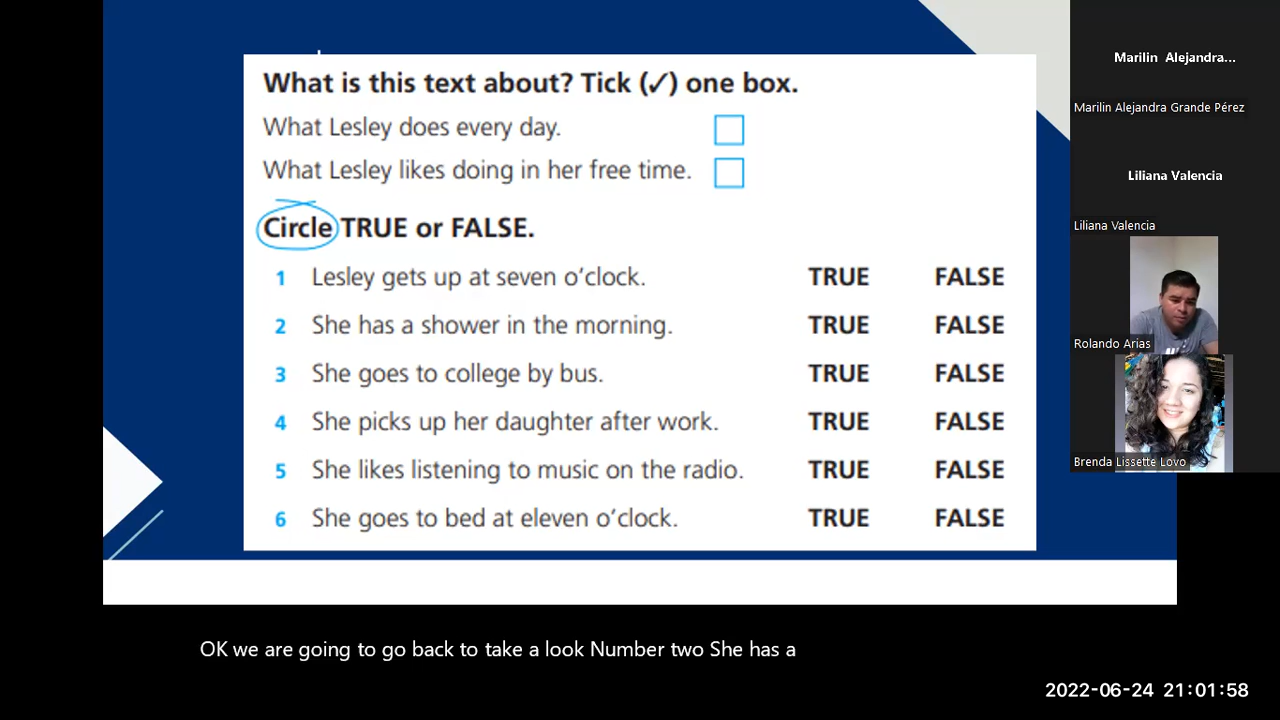 What is this text about? Tick (✓) one box.
What Lesley does every day.
What Lesley likes doing in her free time.
Circle TRUE or FALSE.
1 Lesley gets up at seven o'clock. TRUE FALSE
2 She has a shower in the morning. TRUE FALSE
3 She goes to college by bus. TRUE FALSE
4 She picks up her daughter after work. TRUE FALSE
5 She likes listening to music on the radio. TRUE FALSE
6 She goes to bed at eleven o'clock. TRUE FALSE
Marilin Alejandra...
Marilin Alejandra Grande Pérez
Liliana Valencia
Liliana Valencia
Rolando Arias
Brenda Lissette Lovo
OK we are going to go back to take a look Number two She has a
2022-06-24 21:01:58